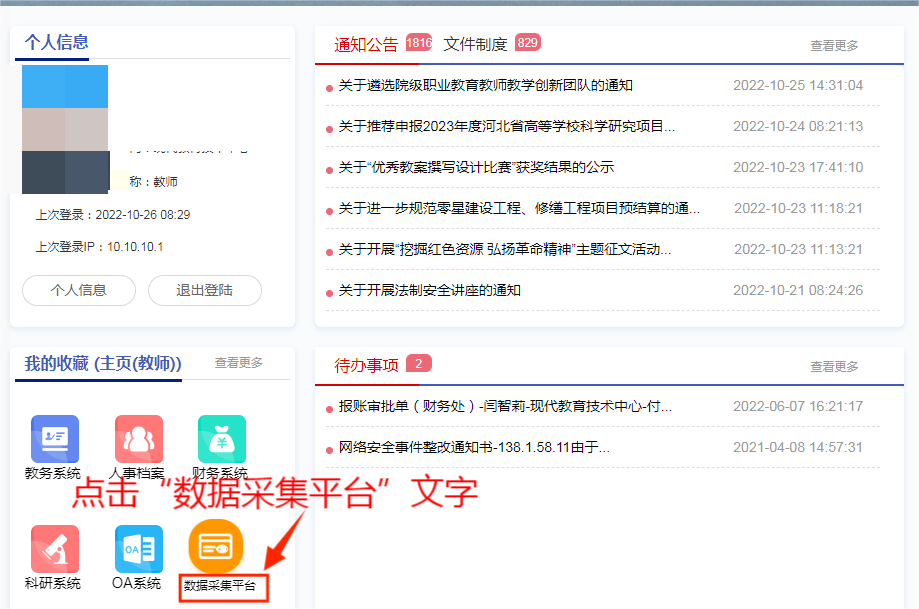 个人信息
称：教师
上次登录：2022-10-26 08:29
上次登录IP：10.10.10.1
个人信息 退出登陆
通知公告 1816 文件制度 829 查看更多
关于遴选院级职业教育教师教学创新团队的通知 2022-10-25 14:31:04
关于推荐申报2023年度河北省高等学校科学研究项目... 2022-10-24 08:21:13
关于“优秀教案撰写设计比赛”获奖结果的公示 2022-10-23 17:41:10
关于进一步规范零星建设工程、修缮工程项目预结算的通... 2022-10-23 11:18:21
关于开展“挖掘红色资源 弘扬革命精神”主题征文活动... 2022-10-23 11:13:21
关于开展法制安全讲座的通知 2022-10-21 08:24:26
我的收藏 (主页(教师)) 查看更多
教务系统 人事档案 财务系统
点击“数据采集平台”文字
OA
科研系统 OA系统 数据采集平台
待办事项 2 查看更多
报账审批单（财务处）-闫智莉-现代教育技术中心-付... 2022-06-07 16:21:17
网络安全事件整改通知书-138.1.58.11由于... 2021-04-08 14:57:31